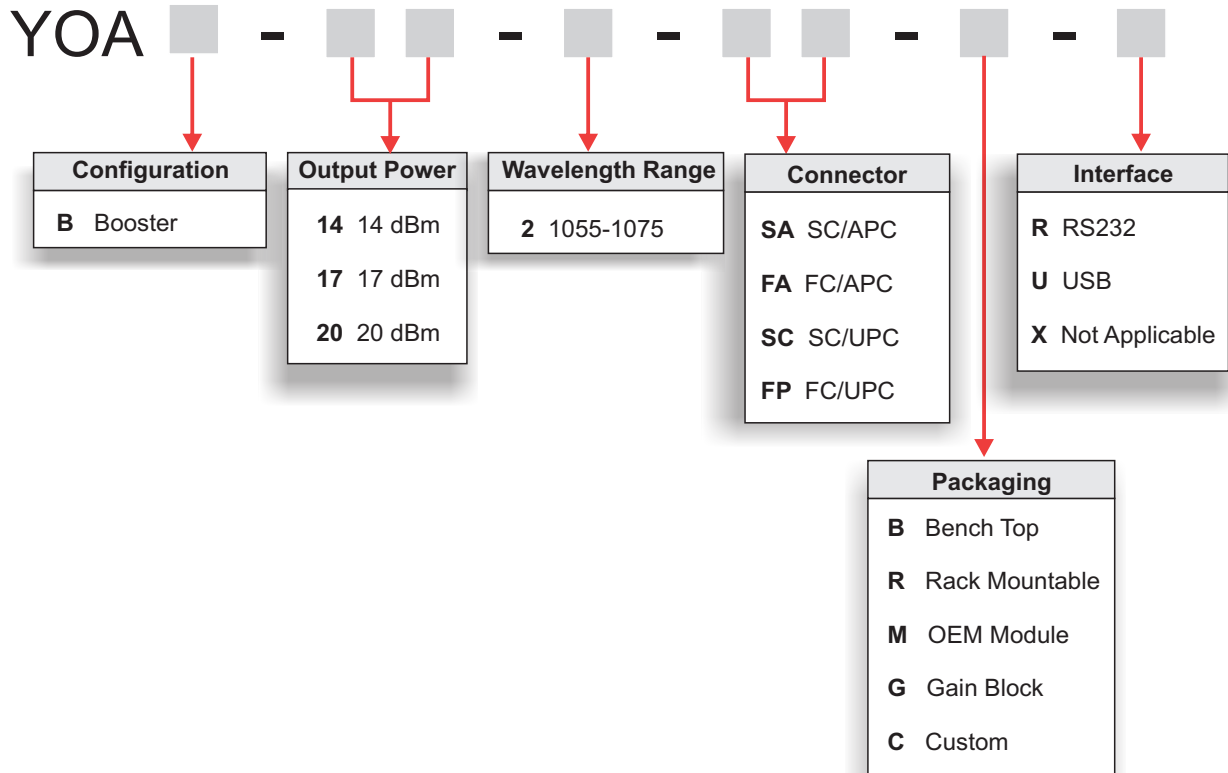 YOA - - - - -
Configuration
B Booster
Output Power
14 14 dBm
17 17 dBm
20 20 dBm
Wavelength Range
2 1055-1075
Connector
SA SC/APC
FA FC/APC
SC SC/UPC
FP FC/UPC
Interface
R RS232
U USB
X Not Applicable
Packaging
B Bench Top
R Rack Mountable
M OEM Module
G Gain Block
C Custom